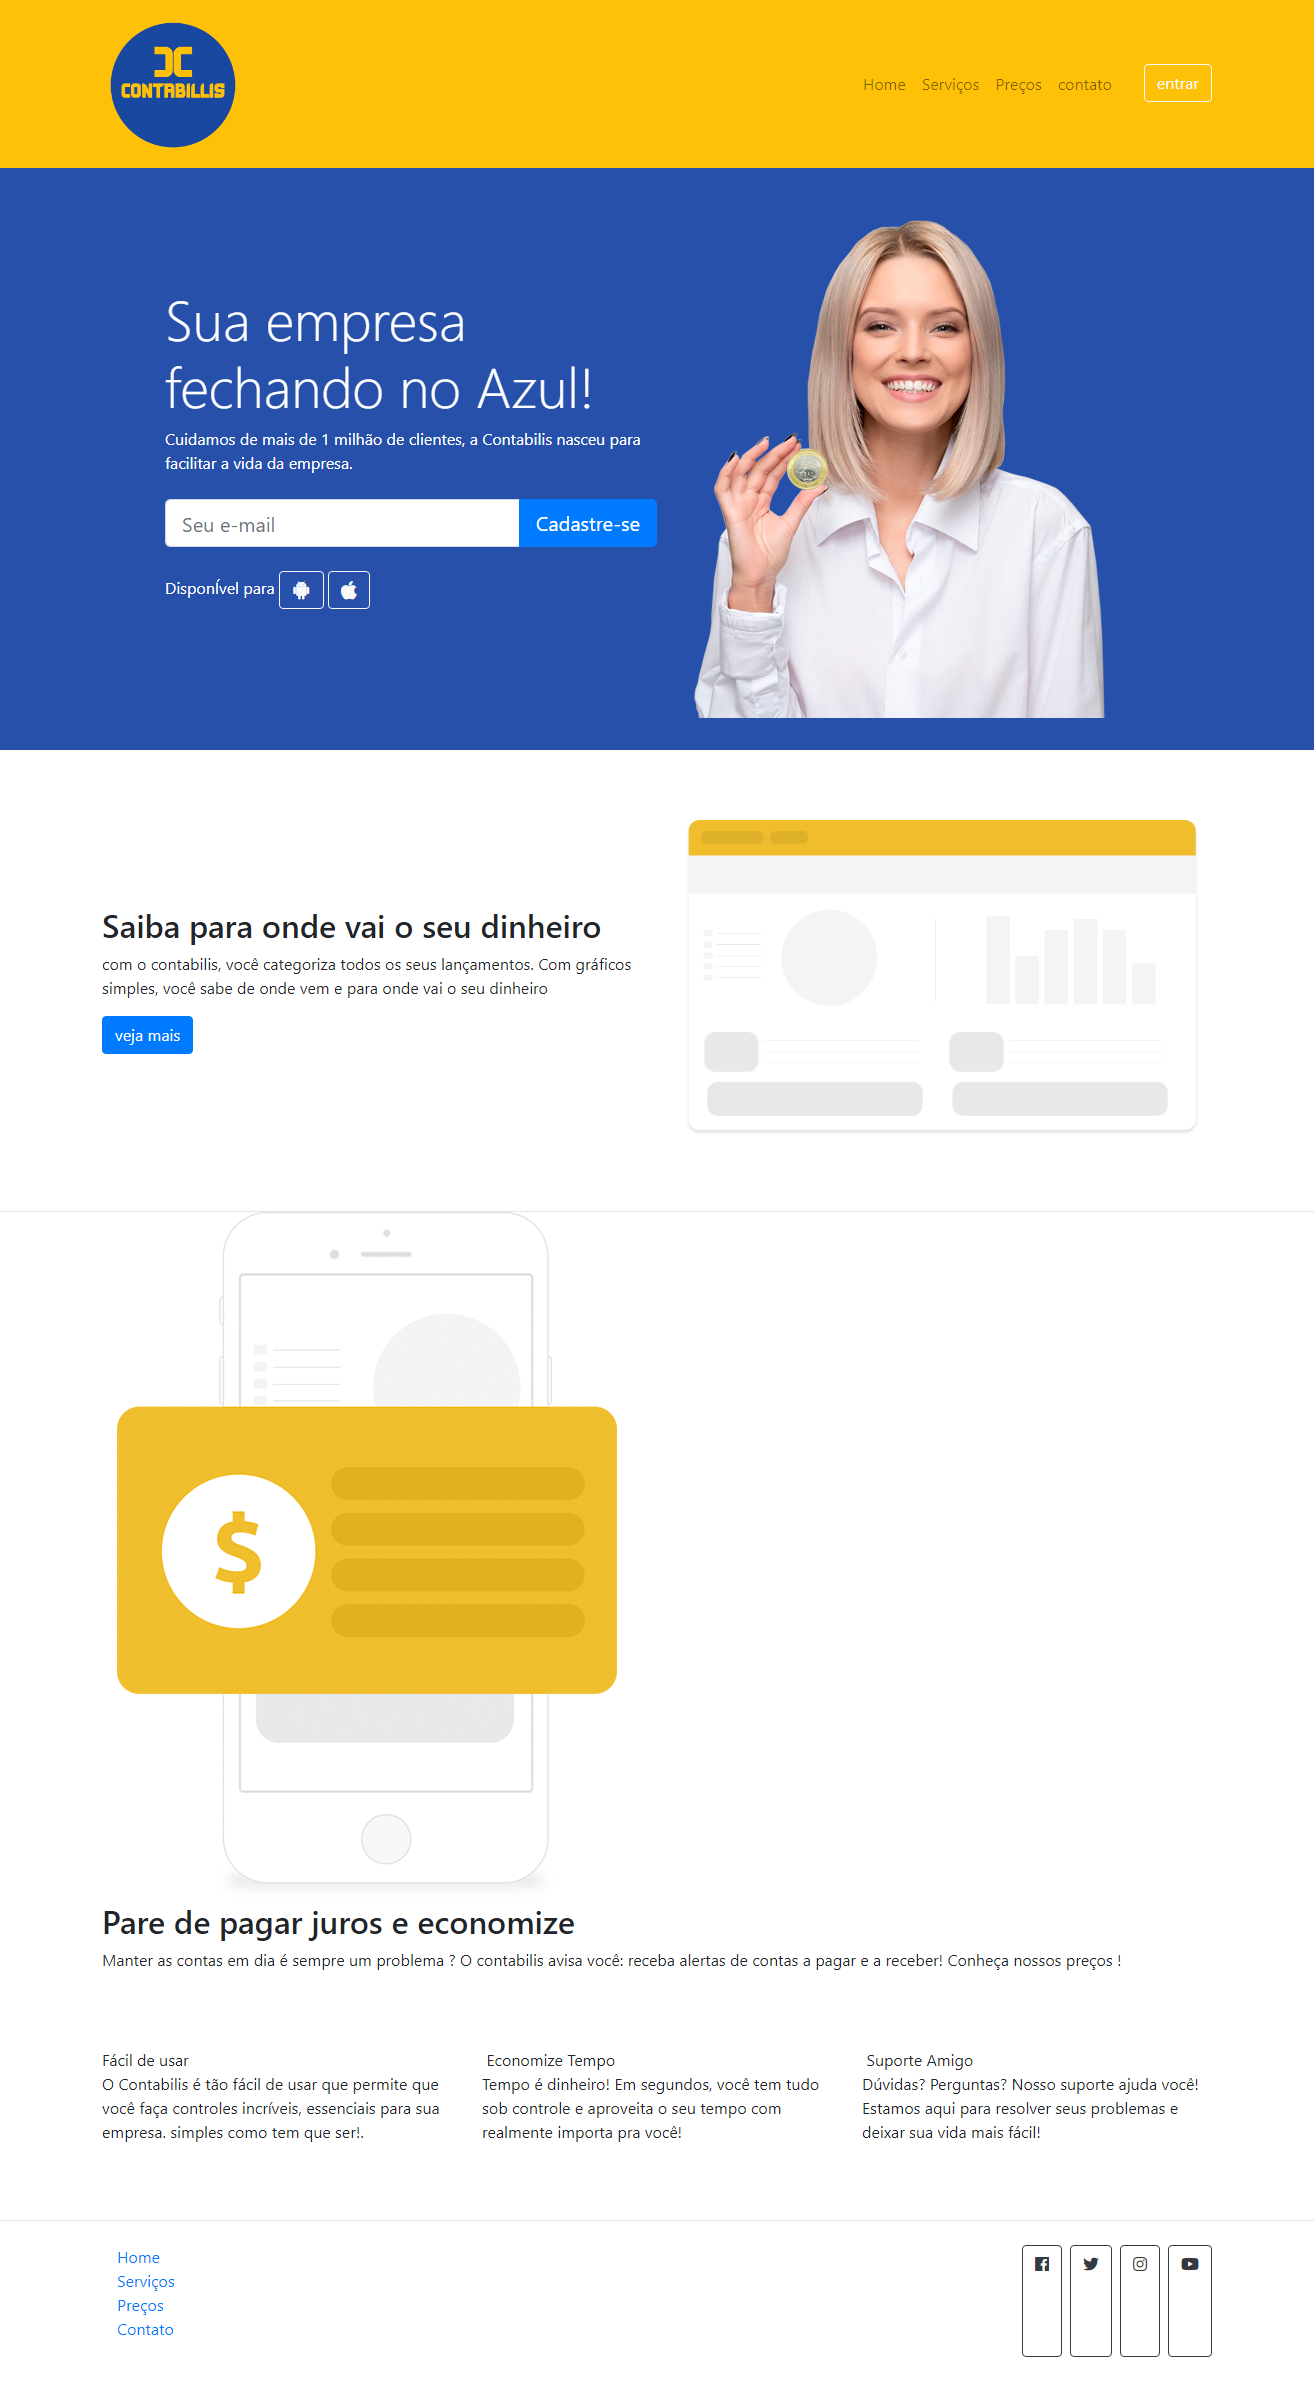 CONTABILLIS
Home Serviços Preços contato entrar
Sua empresa
fechando no Azul!
Cuidamos de mais de 1 milhão de clientes, a Contabilis nasceu para
facilitar a vida da empresa.
Seu e-mail Cadastre-se
DisponÍvel para
Saiba para onde vai o seu dinheiro
com o contabilis, você categoriza todos os seus lançamentos. Com gráficos
simples, você sabe de onde vem e para onde vai o seu dinheiro
veja mais
$
Pare de pagar juros e economize
Manter as contas em dia é sempre um problema ? O contabilis avisa você: receba alertas de contas a pagar e a receber! Conheça nossos preços !
Fácil de usar
O Contabilis é tão fácil de usar que permite que
você faça controles incríveis, essenciais para sua
empresa. simples como tem que ser!.
Economize Tempo
Tempo é dinheiro! Em segundos, você tem tudo
sob controle e aproveita o seu tempo com
realmente importa pra você!
Suporte Amigo
Dúvidas? Perguntas? Nosso suporte ajuda você!
Estamos aqui para resolver seus problemas e
deixar sua vida mais fácil!
Home
Serviços
Preços
Contato